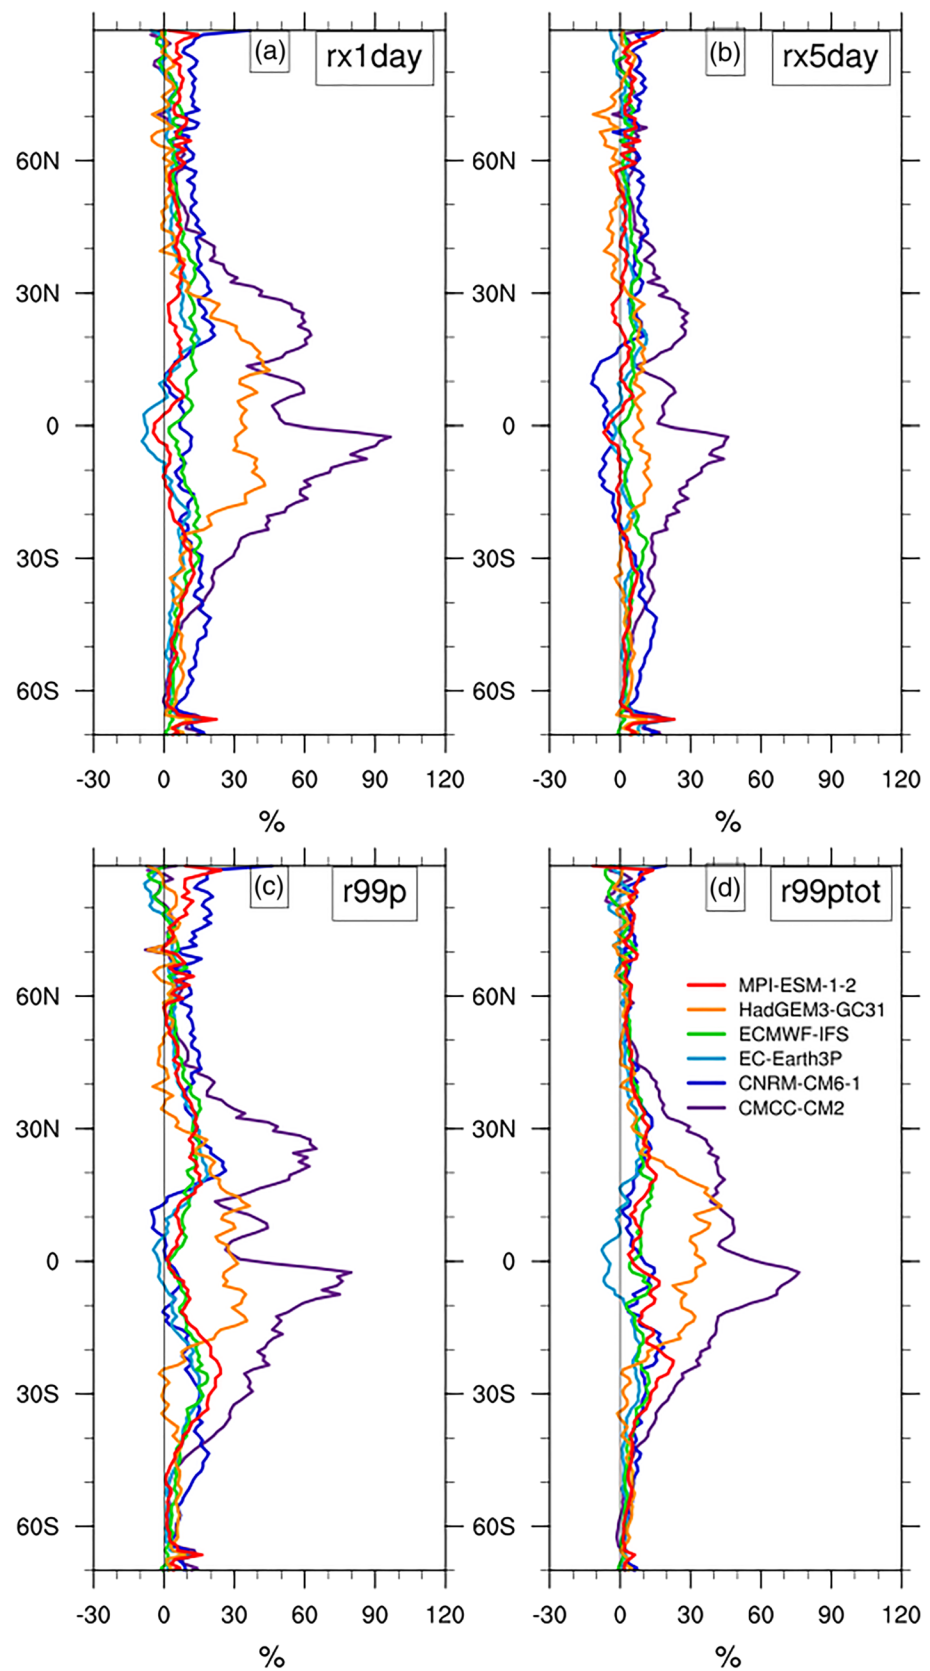 (a) rx1day
60N
30N
0
30S
60S
-30 0 30 60 90 120
%
(b) rx5day
60N
30N
0
30S
60S
-30 0 30 60 90 120
%
(c) r99p
60N
30N
0
30S
60S
-30 0 30 60 90 120
%
(d) r99ptot
60N
30N
0
30S
60S
MPI-ESM-1-2
HadGEM3-GC31
ECMWF-IFS
EC-Earth3P
CNRM-CM6-1
CMCC-CM2
-30 0 30 60 90 120
%